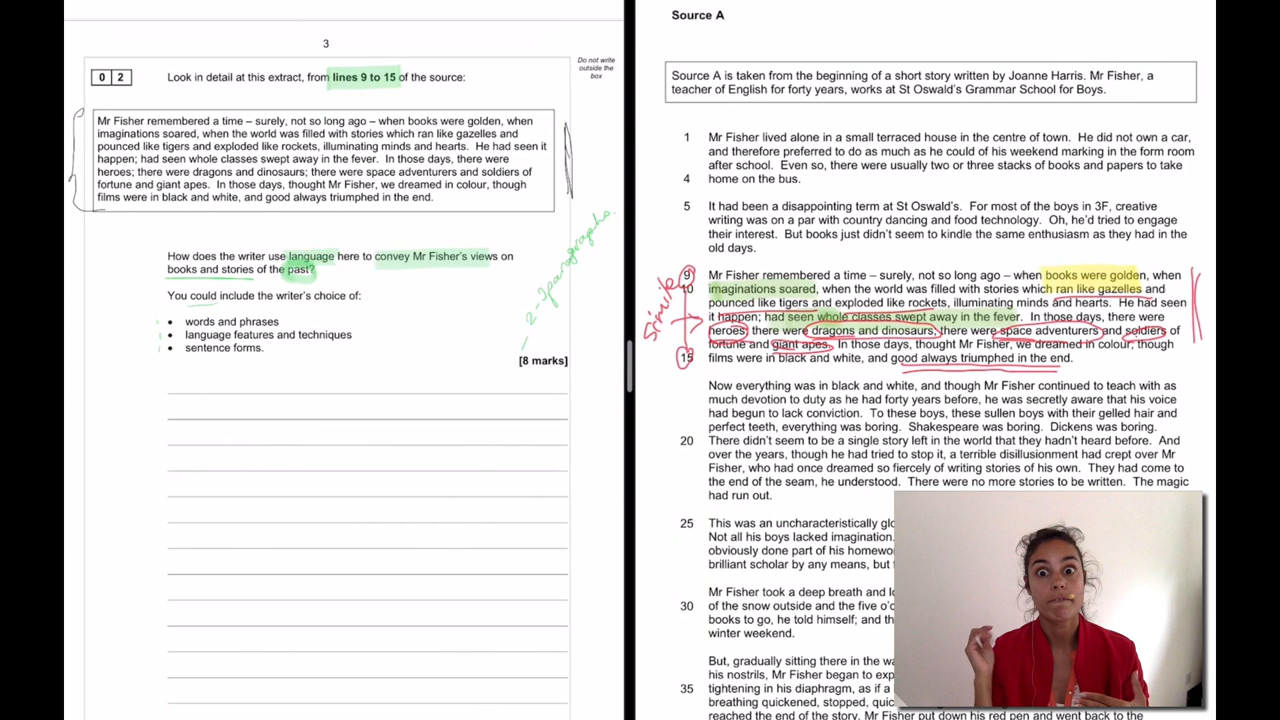 3
0 2
Look in detail at this extract, from lines 9 to 15 of the source:
Do not write
outside the
box
Mr Fisher remembered a time – surely, not so long ago – when books were golden, when
imaginations soared, when the world was filled with stories which ran like gazelles and
pounced like tigers and exploded like rockets, illuminating minds and hearts. He had seen it
happen; had seen whole classes swept away in the fever. In those days, there were
heroes; there were dragons and dinosaurs; there were space adventurers and soldiers of
fortune and giant apes. In those days, thought Mr Fisher, we dreamed in colour, though
films were in black and white, and good always triumphed in the end.
How does the writer use language here to convey Mr Fisher's views on
books and stories of the past?
You could include the writer's choice of:
• words and phrases
• language features and techniques
• sentence forms.
2-3 paragraphs.
[8 marks]
Source A
Source A is taken from the beginning of a short story written by Joanne Harris. Mr Fisher, a
teacher of English for forty years, works at St Oswald's Grammar School for Boys.
1 Mr Fisher lived alone in a small terraced house in the centre of town. He did not own a car,
and therefore preferred to do as much as he could of his weekend marking in the form room
after school. Even so, there were usually two or three stacks of books and papers to take
4 home on the bus.
5 It had been a disappointing term at St Oswald's. For most of the boys in 3F, creative
writing was on a par with country dancing and food technology. Oh, he'd tried to engage
their interest. But books just didn't seem to kindle the same enthusiasm as they had in the
old days.
9 Mr Fisher remembered a time – surely, not so long ago – when books were golden, when
10 imaginations soared, when the world was filled with stories which ran like gazelles and
pounced like tigers and exploded like rockets, illuminating minds and hearts. He had seen
it happen; had seen whole classes swept away in the fever. In those days, there were
heroes; there were dragons and dinosaurs; there were space adventurers and soldiers of
fortune and giant apes. In those days, thought Mr Fisher, we dreamed in colour, though
15 films were in black and white, and good always triumphed in the end.
Simile
Now everything was in black and white, and though Mr Fisher continued to teach with as
much devotion to duty as he had forty years before, he was secretly aware that his voice
had begun to lack conviction. To these boys, these sullen boys with their gelled hair and
perfect teeth, everything was boring. Shakespeare was boring. Dickens was boring.
20 There didn't seem to be a single story left in the world that they hadn't heard before. And
over the years, though he had tried to stop it, a terrible disillusionment had crept over Mr
Fisher, who had once dreamed so fiercely of writing stories of his own. They had come to
the end of the seam, he understood. There were no more stories to be written. The magic
had run out.
25 This was an uncharacteristically glo
Not all his boys lacked imagination.
obviously done part of his homewor
brilliant scholar by any means, but
Mr Fisher took a deep breath and lo
30 of the snow outside and the five o'c
books to go, he told himself; and th
winter weekend.
But, gradually sitting there in the wa
his nostrils, Mr Fisher began to exp
35 tightening in his diaphragm, as if a
breathing quickened, stopped, quic
reached the end of the story. Mr Fisher put down his red pen and went back to the